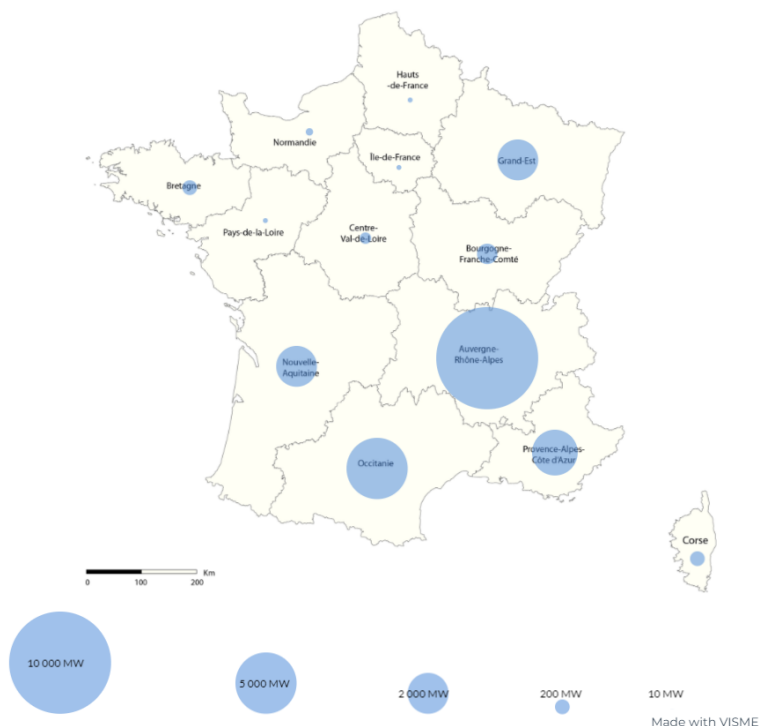 Hauts
-de-France
Normandie
Île-de-France
Grand-Est
Bretagne
Pays-de-la-Loire
Centre-
Val-de-Loire
Bourgogne-
Franche-Comté
Auvergne-
Rhône-Alpes
Nouvelle-
Aquitaine
Occitanie
Provence-Alpes-
Côte d'Azur
Corse
Km
0 100 200
10 000 MW
5 000 MW
2 000 MW
200 MW
10 MW
Made with VISME